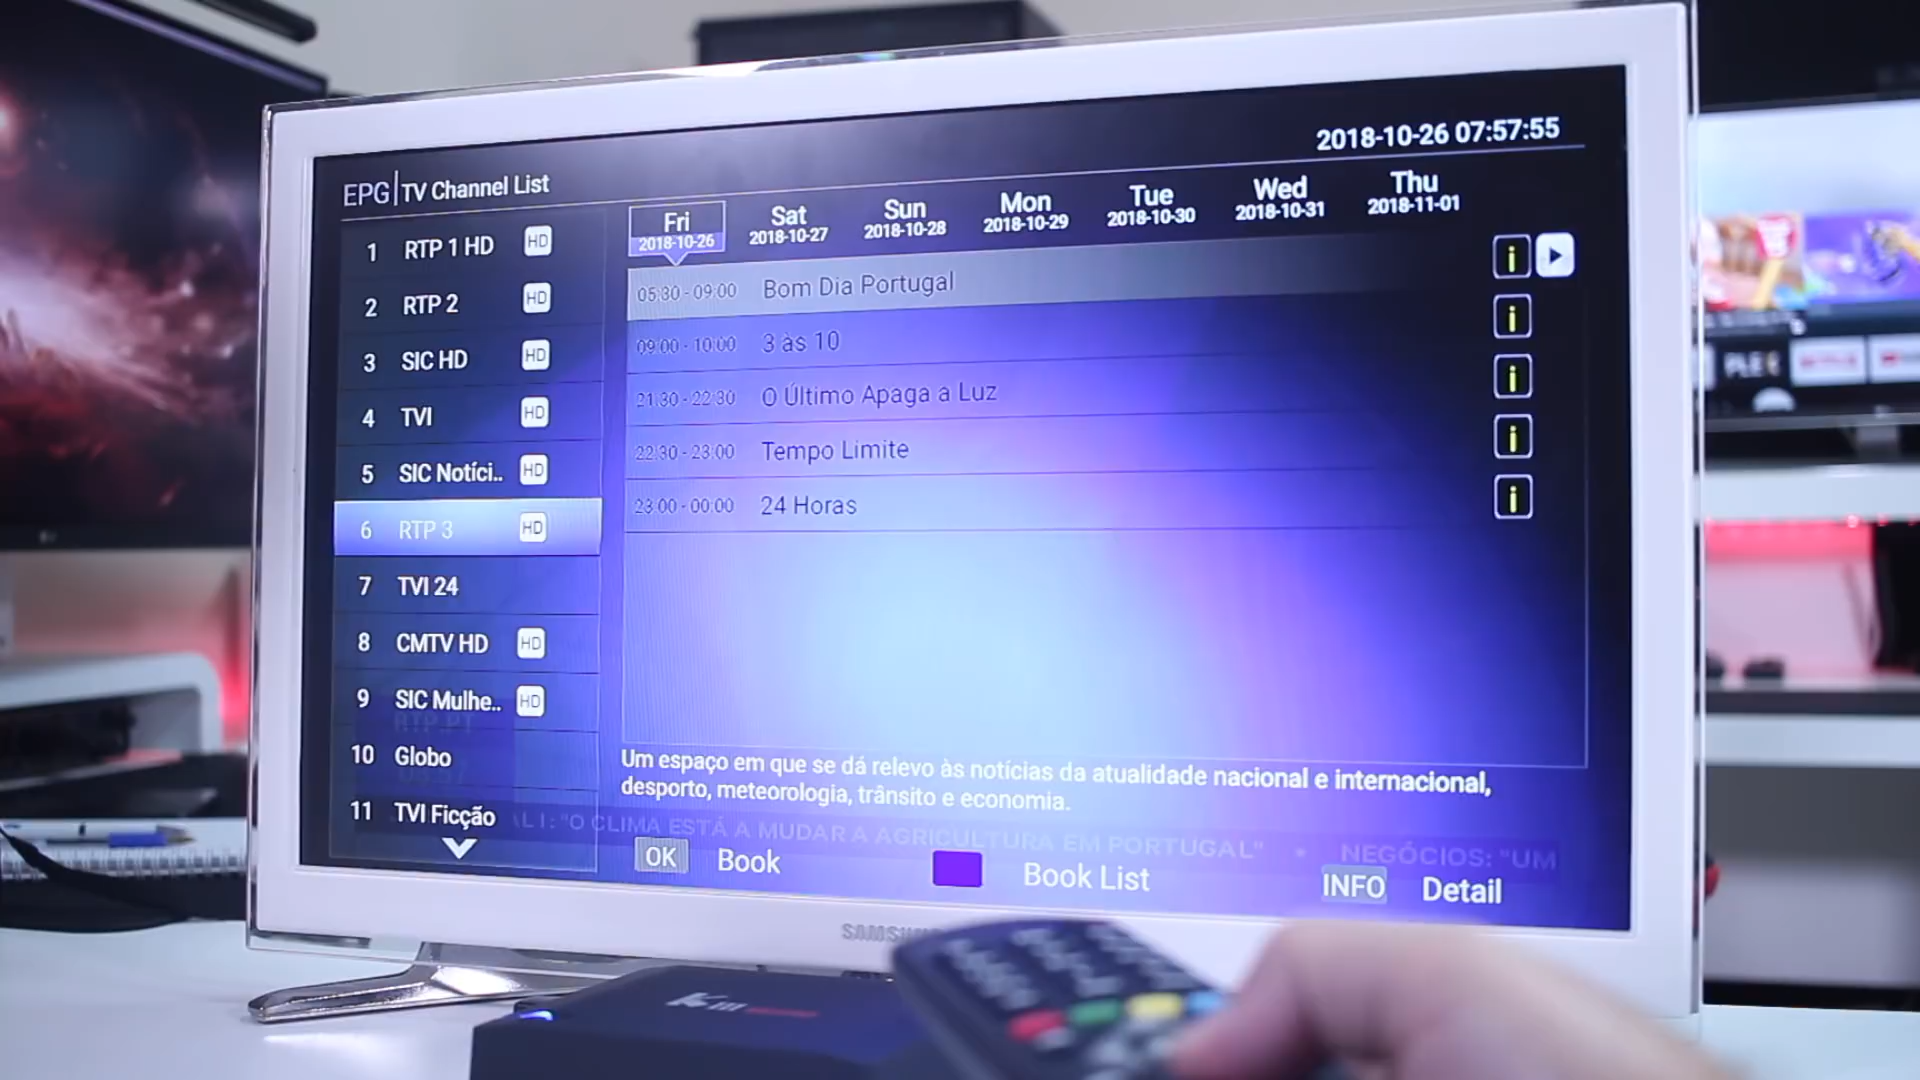 2018-10-26 07:57:55
EPG TV Channel List
Fri
2018-10-26
Sat
2018-10-27
Sun
2018-10-28
Mon
2018-10-29
Tue
2018-10-30
Wed
2018-10-31
Thu
2018-11-01
1 RTP 1 HD HD
2 RTP 2 HD
3 SIC HD HD
4 TVI HD
5 SIC Notíci.. HD
6 RTP 3 HD
7 TVI 24
8 CMTV HD HD
9 SIC Mulhe.. HD
RTP.PT
10 Globo
11 TVI Ficção
05:30 - 09:00 Bom Dia Portugal
09:00 - 10:00 3 às 10
21:30 - 22:30 O Último Apaga a Luz
22:30 - 23:00 Tempo Limite
23:00 - 00:00 24 Horas
i
i
i
i
i
Um espaço em que se dá relevo às notícias da atualidade nacional e internacional,
desporto, meteorologia, trânsito e economia.
AL I: "O CLIMA ESTÁ A MUDAR A AGRICULTURA EM PORTUGAL" • NEGÓCIOS: "UM
OK Book
Book List
INFO Detail
SAMSUNG
PLEX